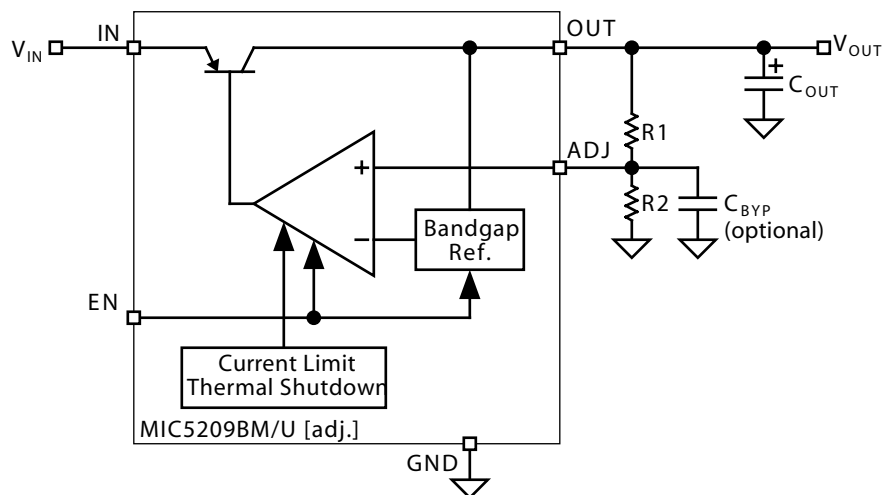 IN
OUT
VIN
VOUT
+
COUT
R1
ADJ
+
R2
CBYP
(optional)
–
Bandgap
Ref.
EN
Current Limit
Thermal Shutdown
MIC5209BM/U [adj.]
GND